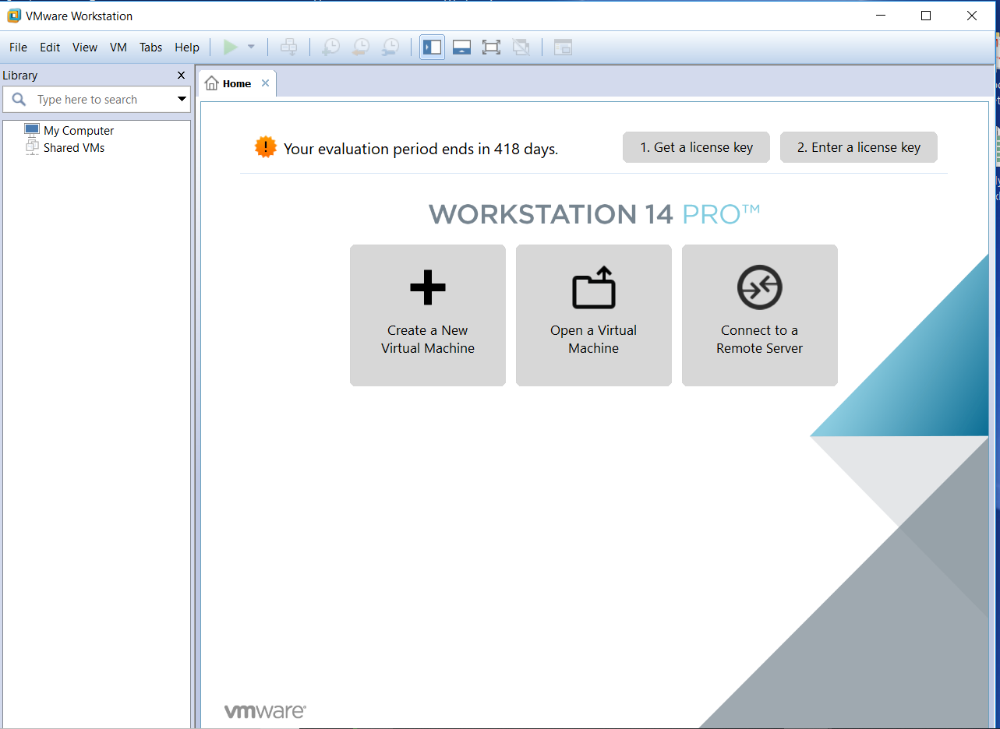 VMware Workstation
File Edit View VM Tabs Help
Library
Type here to search
My Computer
Shared VMs
Home
! Your evaluation period ends in 418 days.
1. Get a license key
2. Enter a license key
WORKSTATION 14 PRO™
Create a New
Virtual Machine
Open a Virtual
Machine
Connect to a
Remote Server
vmware®